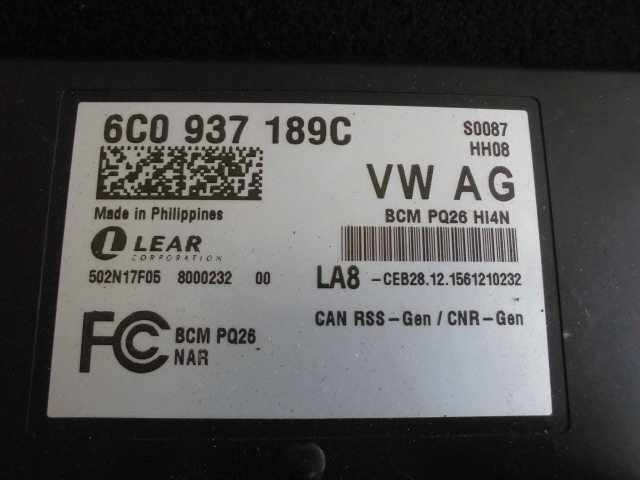 6C0 937 189C
S0087
HH08
VW AG
Made in Philippines
BCM PQ26 HI4N
LEAR
CORPORATION
502N17F05 8000232 00
LA8 -CEB28.12.1561210232
CAN RSS-Gen / CNR-Gen
FC BCM PQ26
NAR